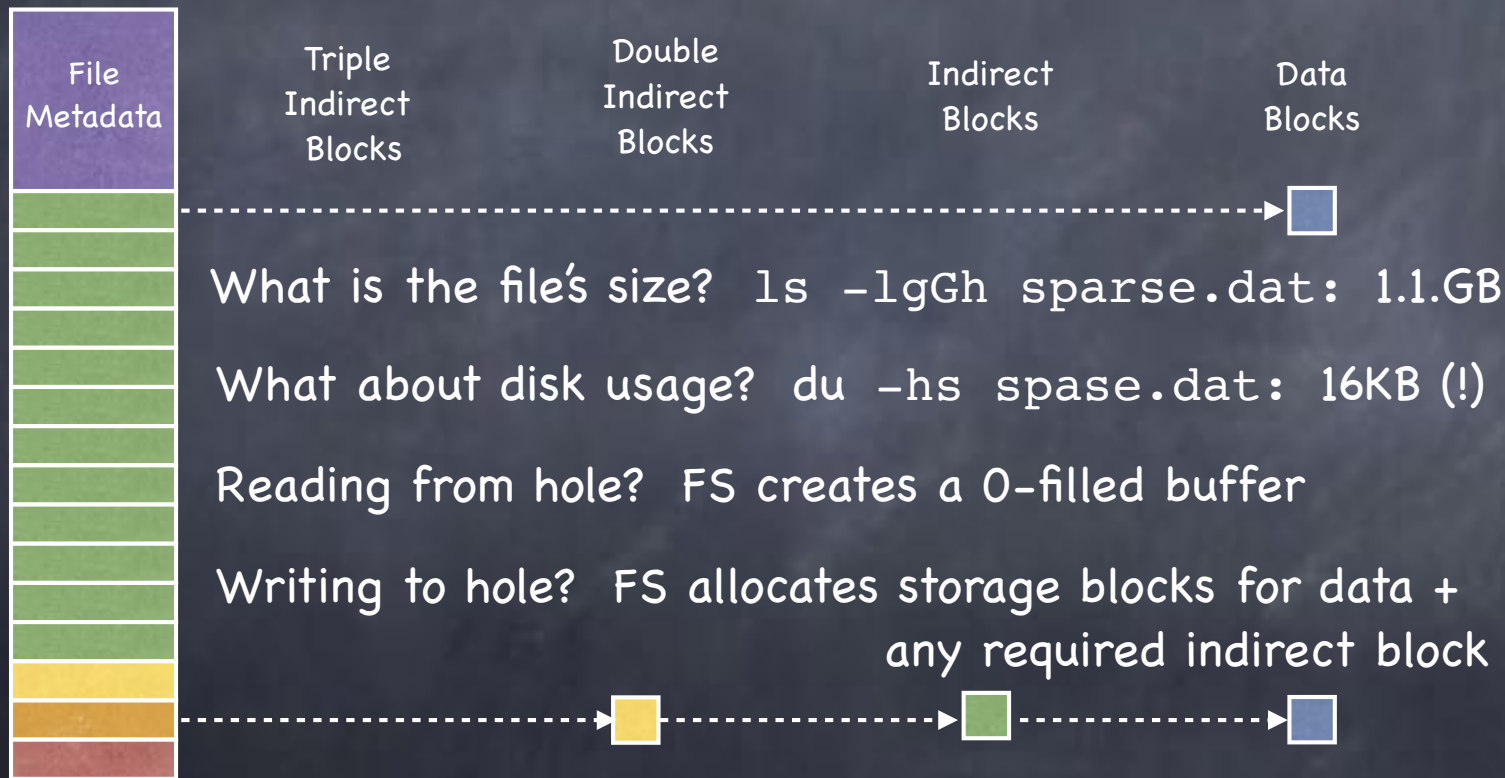 File
Metadata
Triple
Indirect
Blocks
Double
Indirect
Blocks
Indirect
Blocks
Data
Blocks
What is the file's size? ls -lgGh sparse.dat: 1.1.GB
What about disk usage? du -hs spase.dat: 16KB (!)
Reading from hole? FS creates a 0-filled buffer
Writing to hole? FS allocates storage blocks for data +
any required indirect block